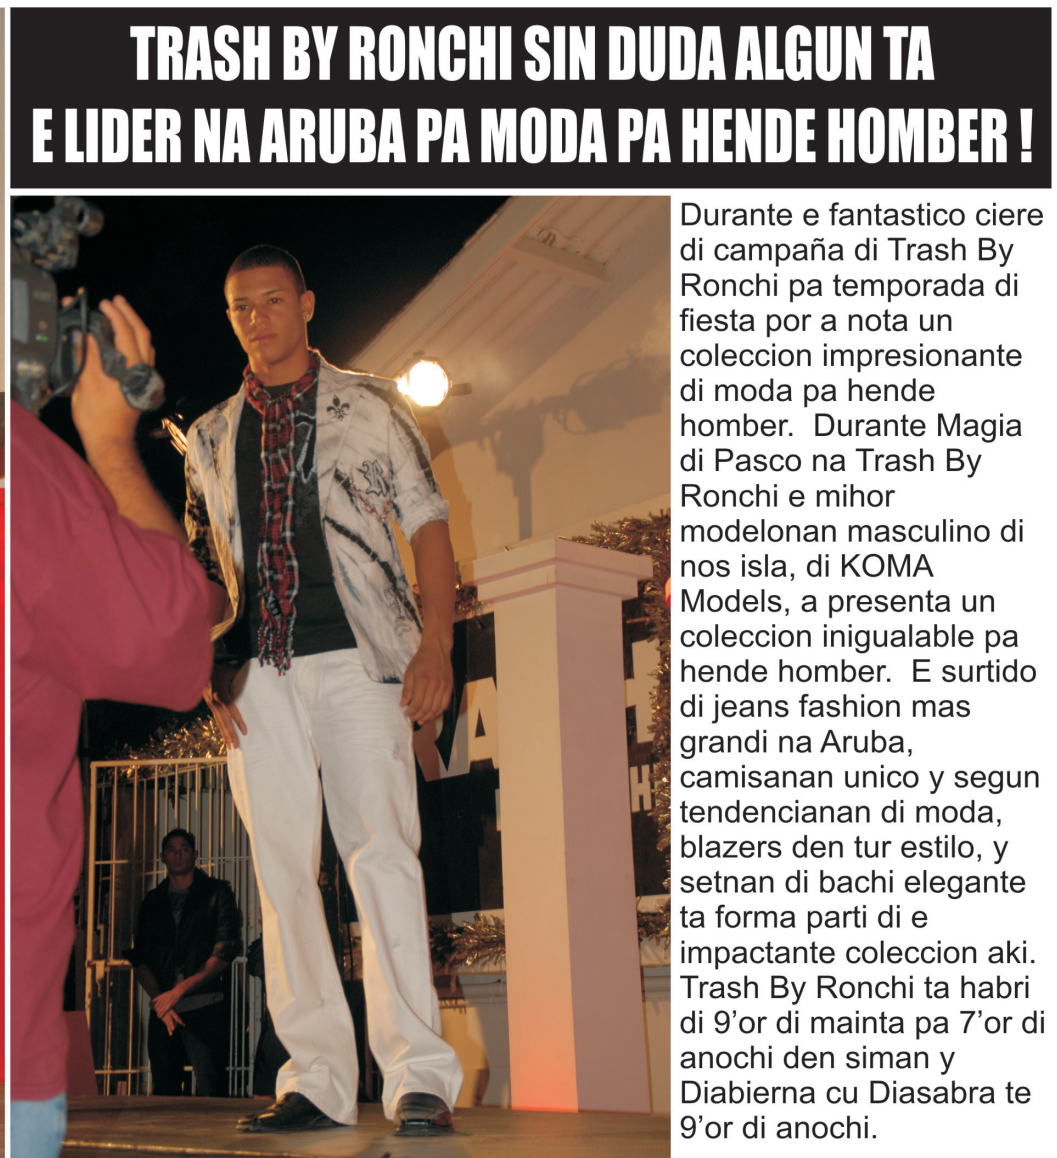 TRASH BY RONCHI SIN DUDA ALGUN TA
E LIDER NA ARUBA PA MODA PA HENDE HOMBER !
Durante e fantastico ciere
di campaña di Trash By
Ronchi pa temporada di
fiesta por a nota un
coleccion impresionante
di moda pa hende
homber.  Durante Magia
di Pasco na Trash By
Ronchi e mihor
modelonan masculino di
nos isla, di KOMA
Models, a presenta un
coleccion inigualable pa
hende homber.  E surtido
di jeans fashion mas
grandi na Aruba,
camisanan unico y segun
tendencianan di moda,
blazers den tur estilo, y
setnan di bachi elegante
ta forma parti di e
impactante coleccion aki.
Trash By Ronchi ta habri
di 9’or di mainta pa 7’or di
anochi den siman y
Diabierna cu Diasabra te
9’or di anochi.